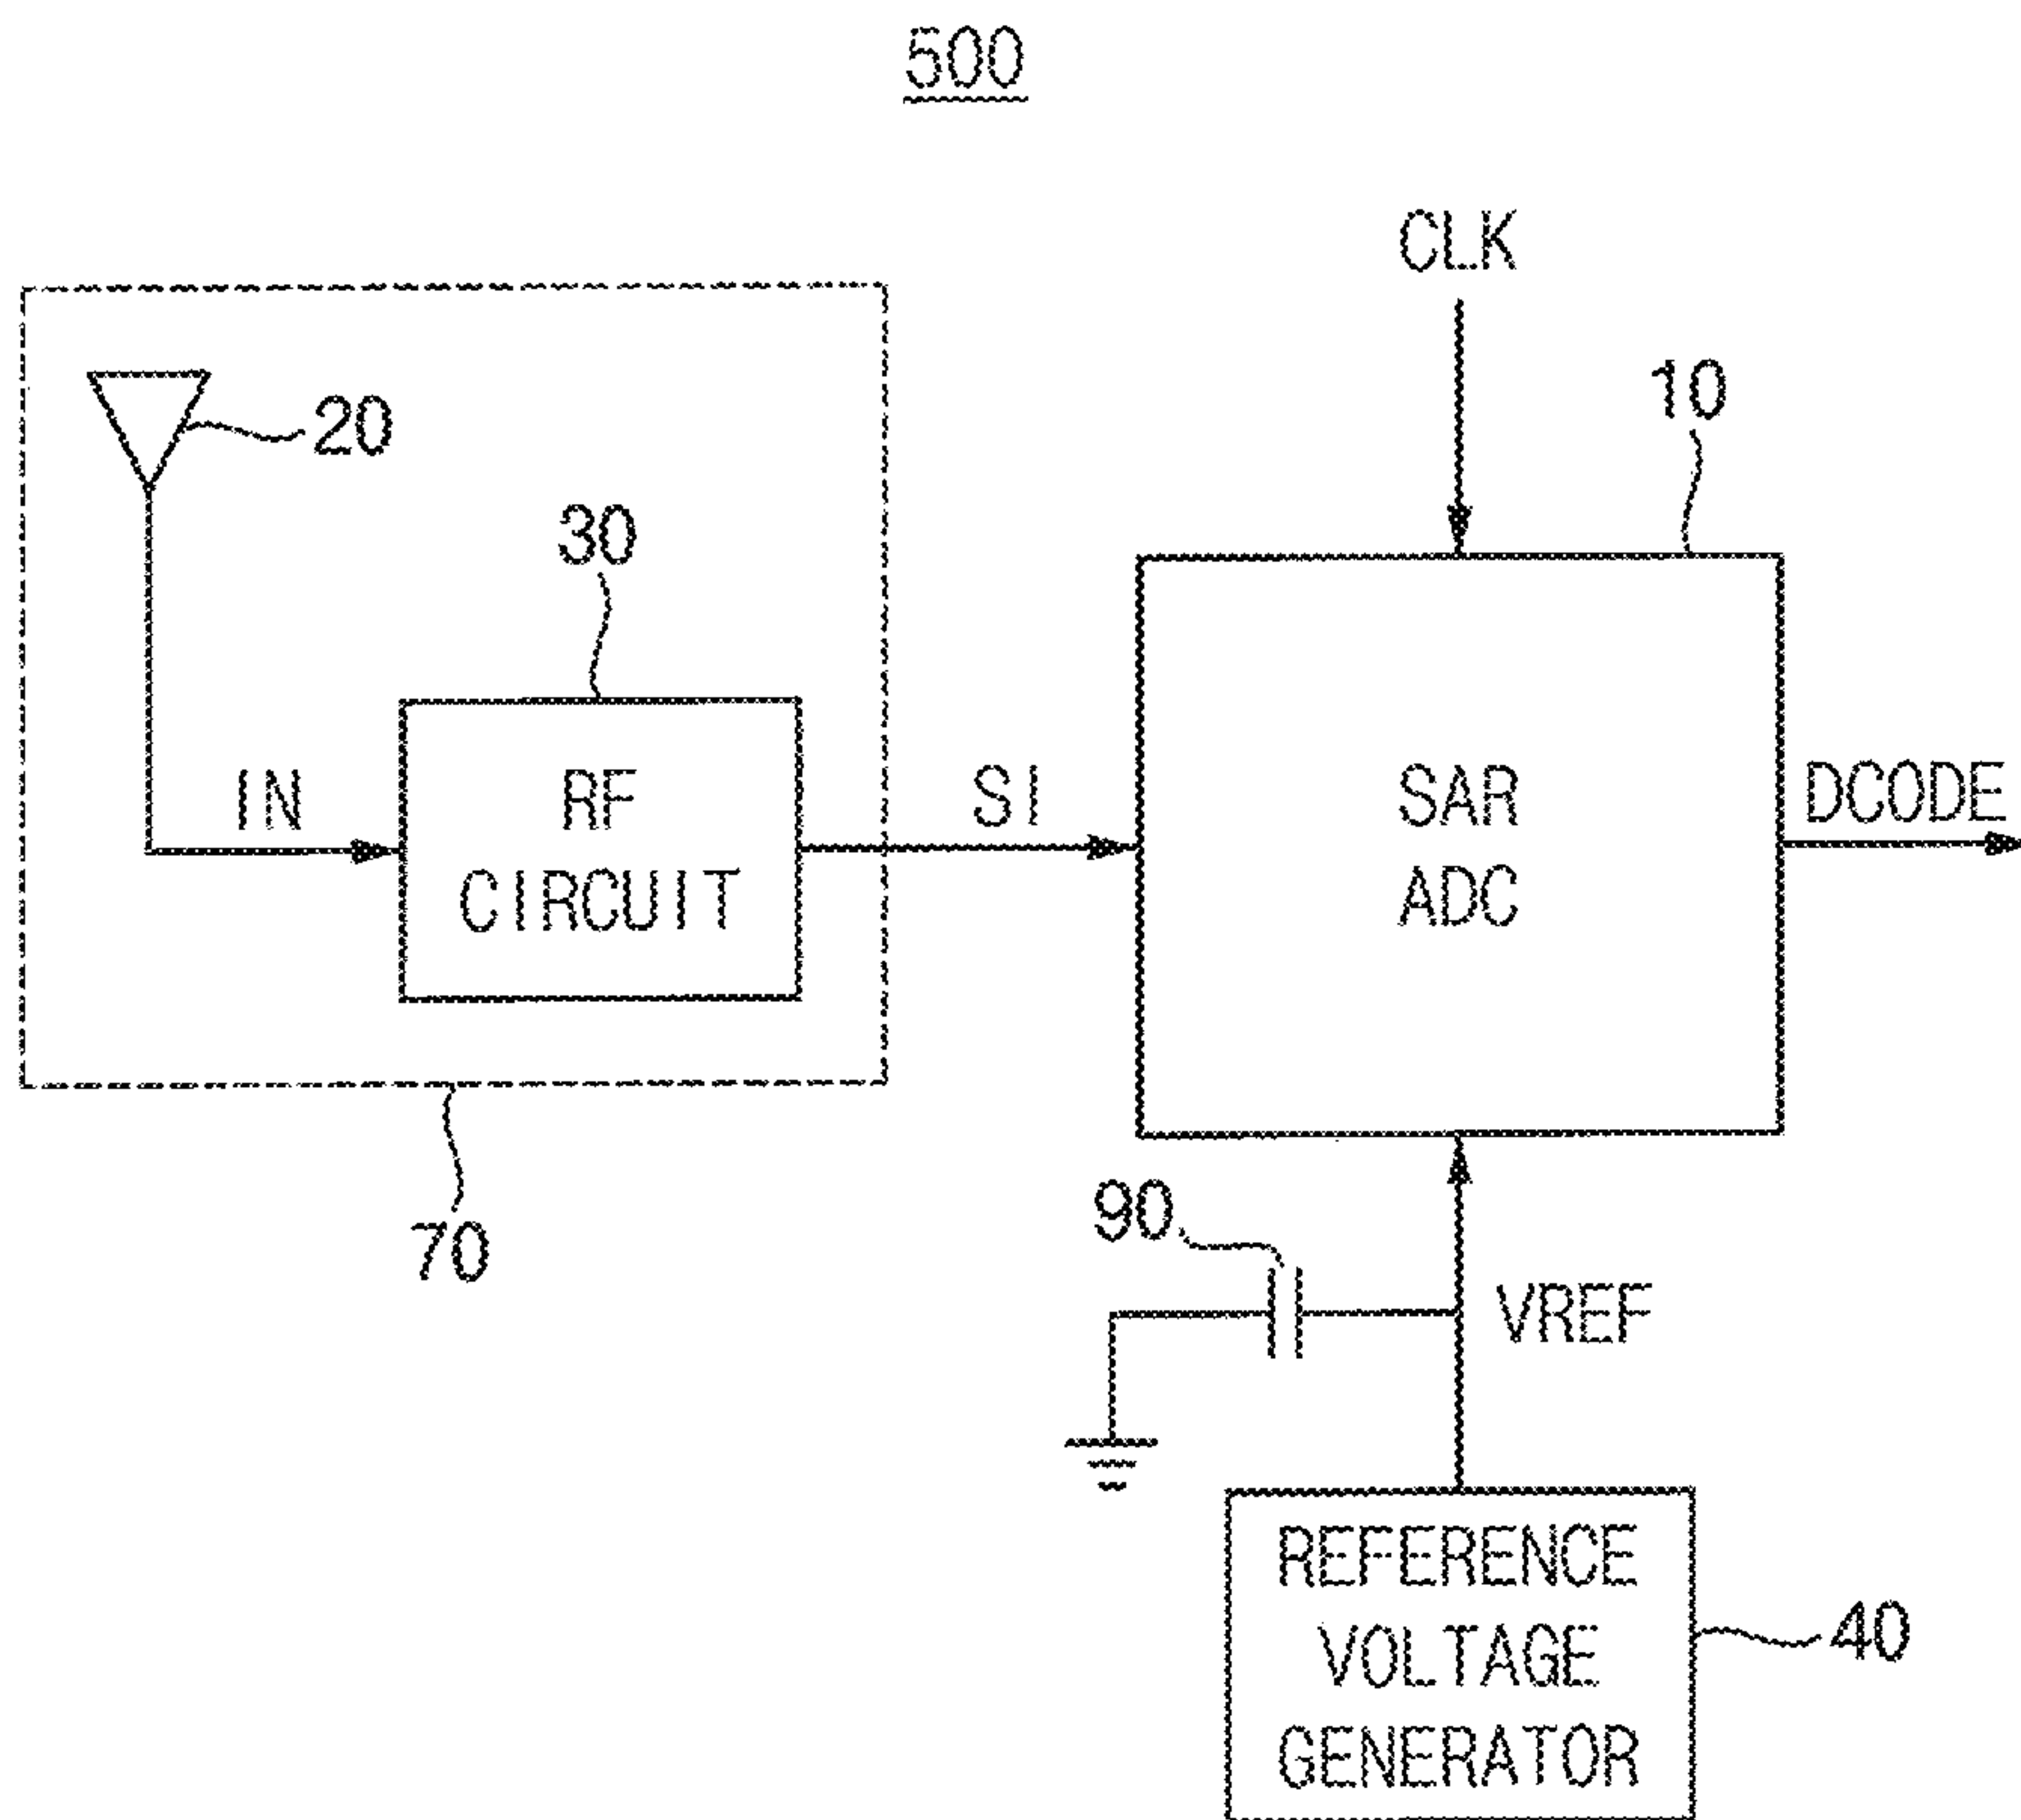 500
CLK
10
20
30
IN
RF
CIRCUIT
SI
SAR
ADC
DCODE
70
90
VREF
REFERENCE
VOLTAGE
GENERATOR
40